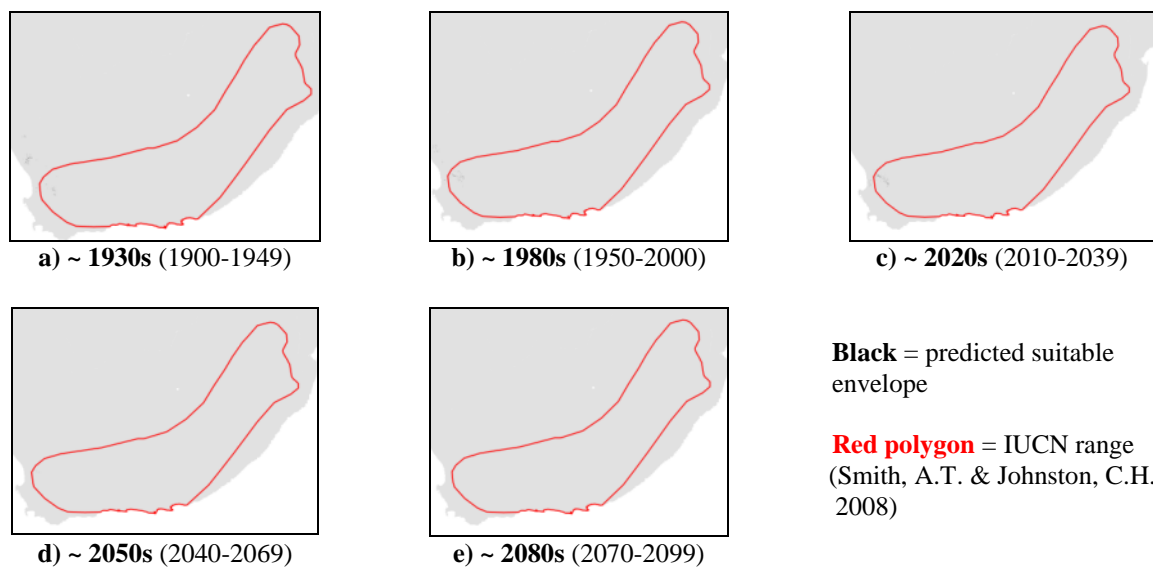 a) ~ 1930s (1900-1949)
b) ~ 1980s (1950-2000)
c) ~ 2020s (2010-2039)
Black = predicted suitable
envelope
Red polygon = IUCN range
(Smith, A.T. & Johnston, C.H.
2008)
d) ~ 2050s (2040-2069)
e) ~ 2080s (2070-2099)